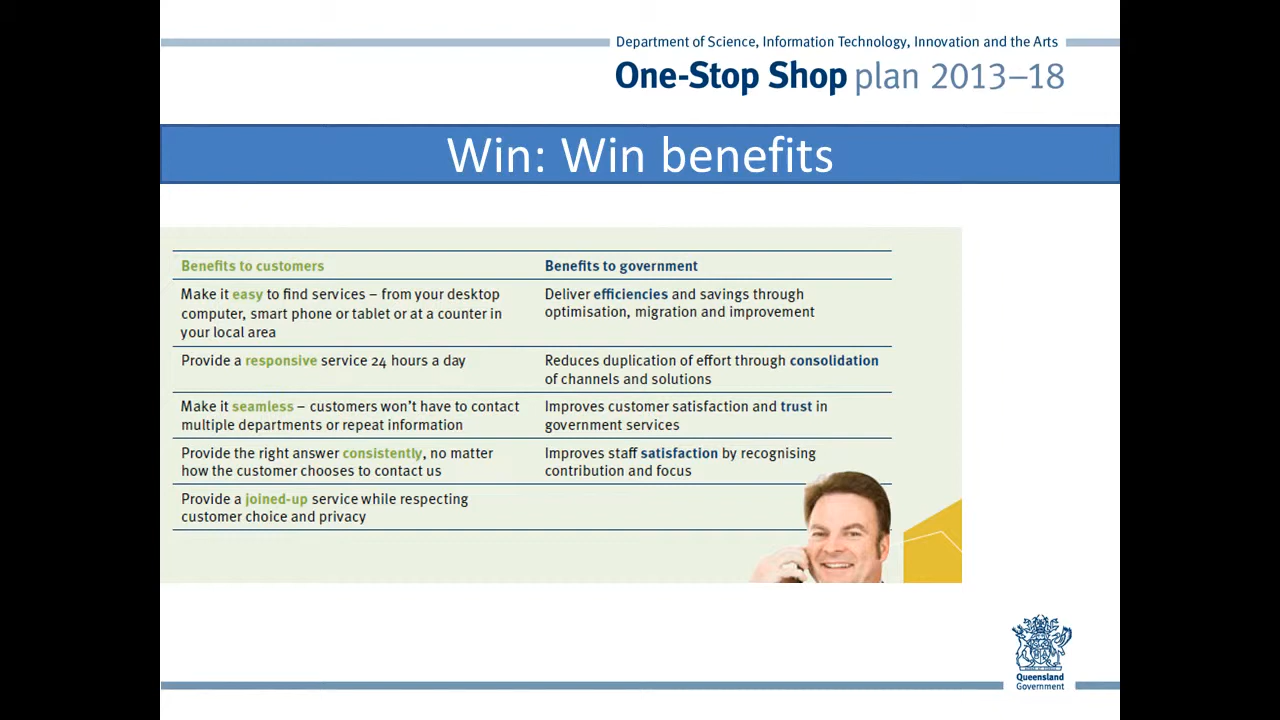 Department of Science, Information Technology, Innovation and the Arts
One-Stop Shop plan 2013–18
Win: Win benefits
Benefits to customers
Benefits to government
Make it easy to find services – from your desktop
computer, smart phone or tablet or at a counter in
your local area
Deliver efficiencies and savings through
optimisation, migration and improvement
Provide a responsive service 24 hours a day
Reduces duplication of effort through consolidation
of channels and solutions
Make it seamless – customers won't have to contact
multiple departments or repeat information
Improves customer satisfaction and trust in
government services
Provide the right answer consistently, no matter
how the customer chooses to contact us
Improves staff satisfaction by recognising
contribution and focus
Provide a joined-up service while respecting
customer choice and privacy
Queensland
Government